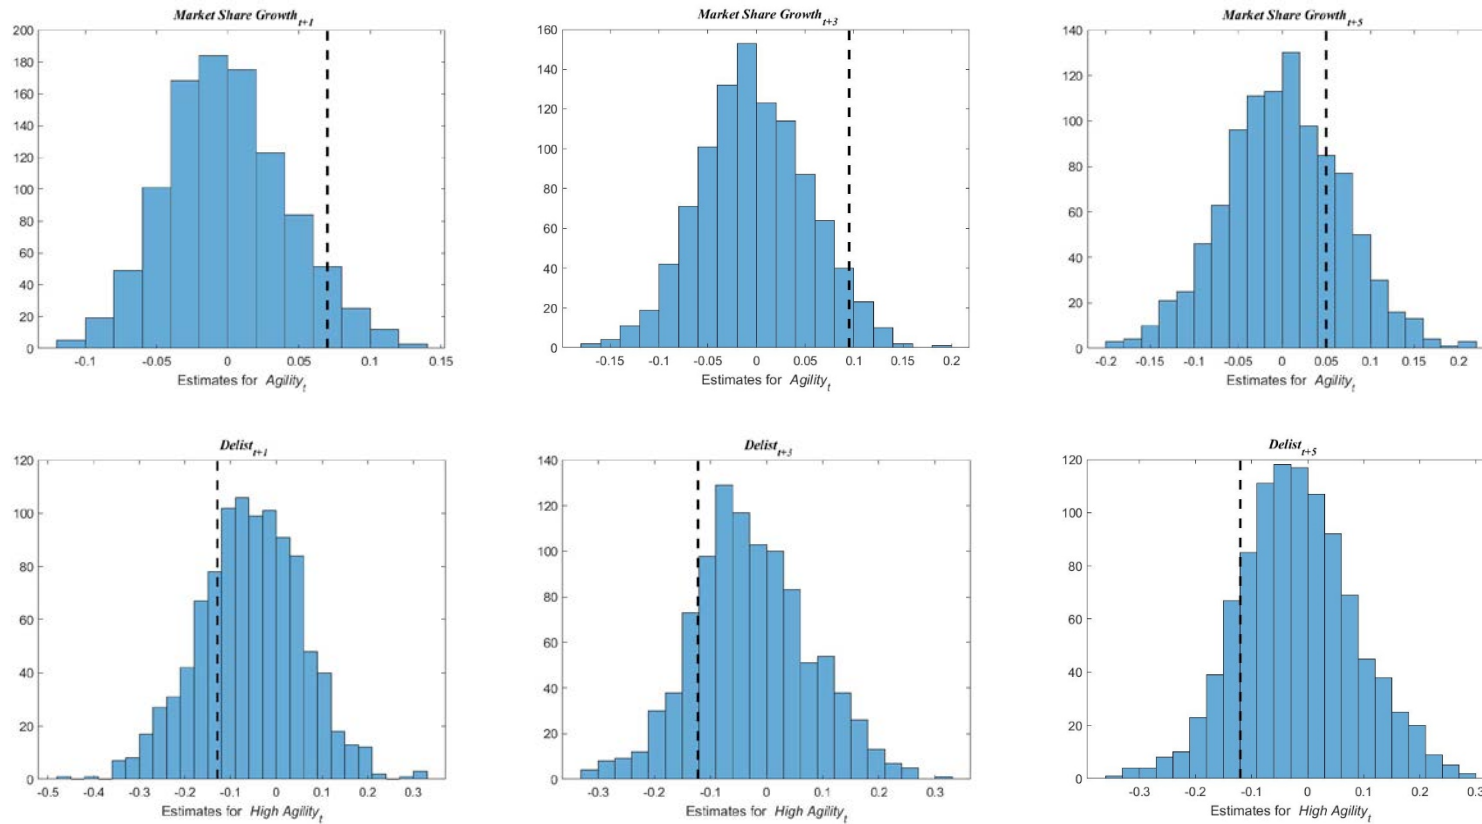 Market Share Growth t+1
200
180
160
140
120
100
80
60
40
20
0
-0.1 -0.05 0 0.05 0.1 0.15
Estimates for Agility t
Market Share Growth t+3
160
140
120
100
80
60
40
20
0
-0.15 -0.1 -0.05 0 0.05 0.1 0.15 0.2
Estimates for Agility t
Market Share Growth t+5
140
120
100
80
60
40
20
0
-0.2 -0.15 -0.1 -0.05 0 0.05 0.1 0.15 0.2
Estimates for Agility t
Delist t+1
120
100
80
60
40
20
0
-0.5 -0.4 -0.3 -0.2 -0.1 0 0.1 0.2 0.3
Estimates for High Agility t
Delist t+3
140
120
100
80
60
40
20
0
-0.3 -0.2 -0.1 0 0.1 0.2 0.3
Estimates for High Agility t
Delist t+5
120
100
80
60
40
20
0
-0.3 -0.2 -0.1 0 0.1 0.2 0.3
Estimates for High Agility t